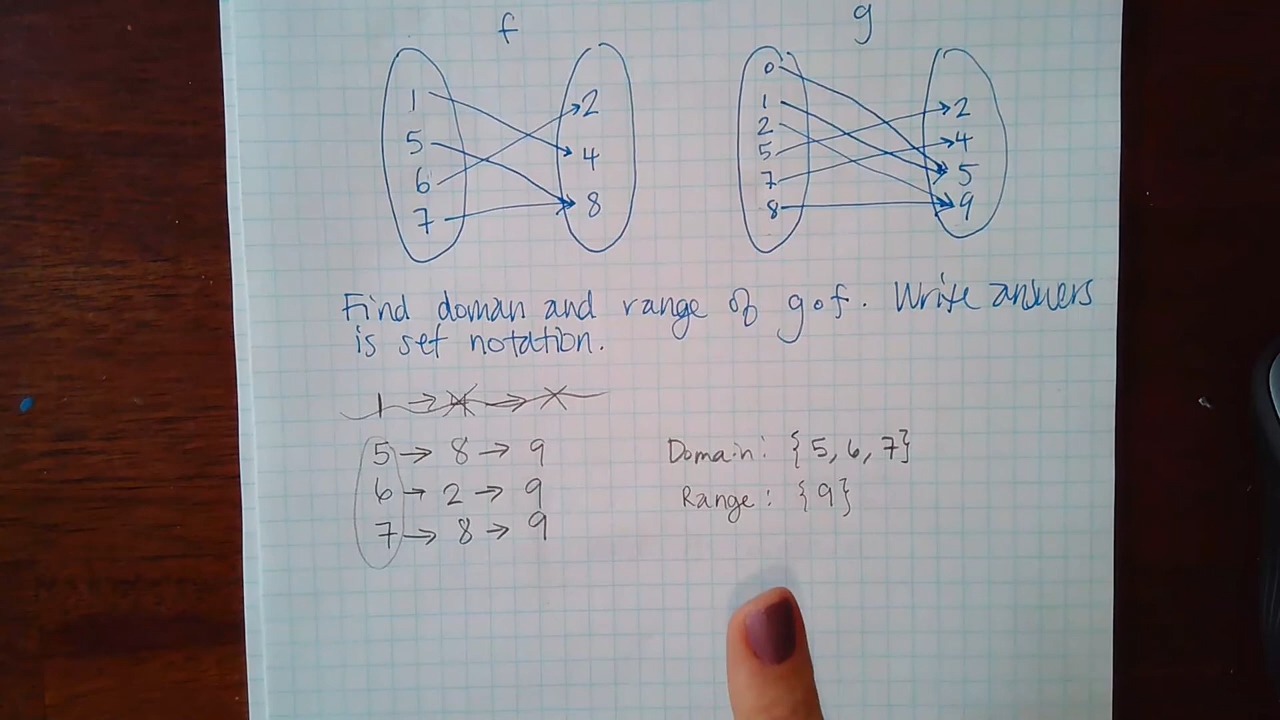 f g
1 2
5 4
6 8
7
0
1
2
5
7
8
2
4
5
9
Find doman and range of g∘f. Write answers
is set notation.
1 → X → X
5 → 8 → 9
6 → 2 → 9
7 → 8 → 9
Domain: {5, 6, 7}
Range: {9}